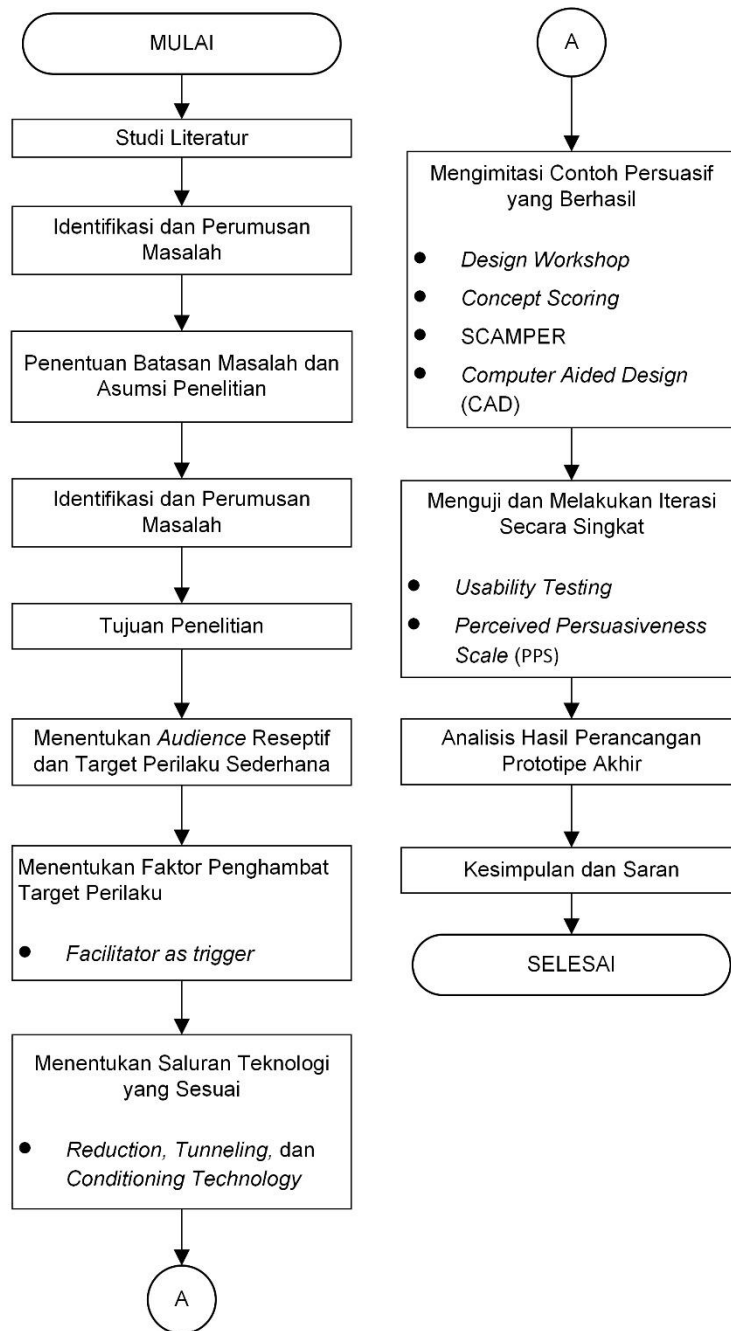 MULAI
Studi Literatur
Identifikasi dan Perumusan
Masalah
Penentuan Batasan Masalah dan
Asumsi Penelitian
Identifikasi dan Perumusan
Masalah
Tujuan Penelitian
Menentukan Audience Reseptif
dan Target Perilaku Sederhana
Menentukan Faktor Penghambat
Target Perilaku
● Facilitator as trigger
Menentukan Saluran Teknologi
yang Sesuai
● Reduction, Tunneling, dan
Conditioning Technology
A
A
Mengimitasi Contoh Persuasif
yang Berhasil
● Design Workshop
● Concept Scoring
● SCAMPER
● Computer Aided Design
(CAD)
Menguji dan Melakukan Iterasi
Secara Singkat
● Usability Testing
● Perceived Persuasiveness
Scale (PPS)
Analisis Hasil Perancangan
Prototipe Akhir
Kesimpulan dan Saran
SELESAI